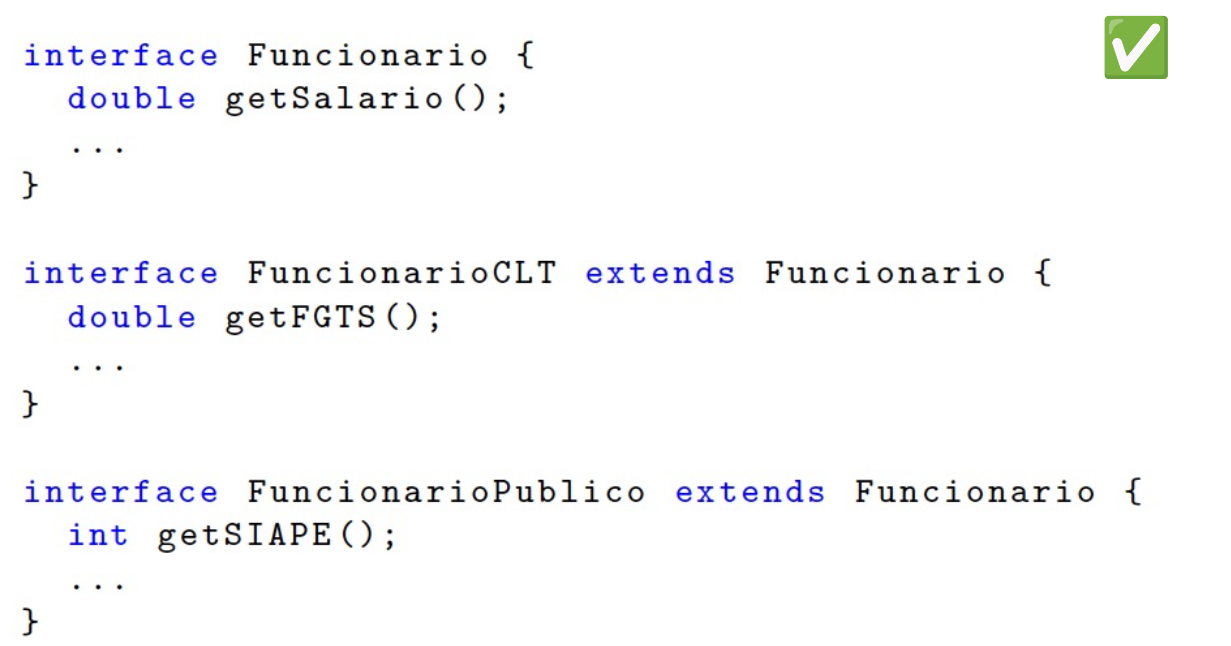 interface Funcionario {
double getSalario();
...
}
interface FuncionarioCLT extends Funcionario {
double getFGTS();
...
}
interface FuncionarioPublico extends Funcionario {
int getSIAPE();
...
}